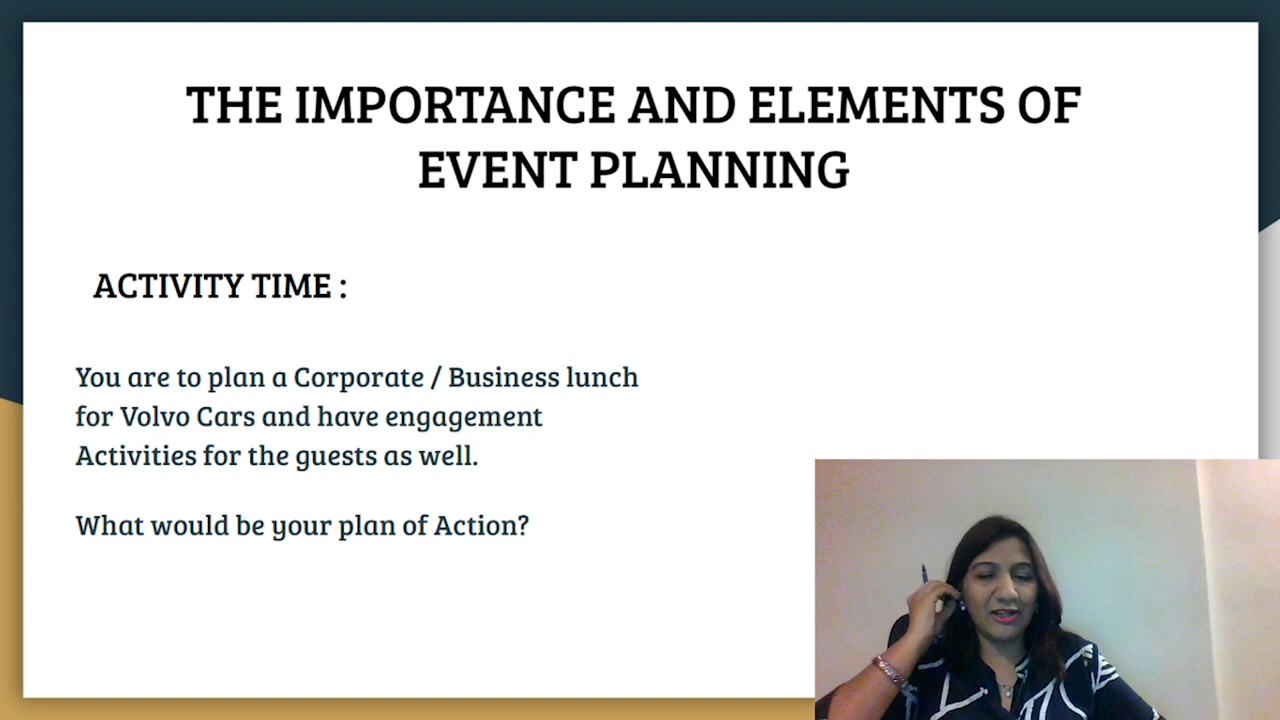 THE IMPORTANCE AND ELEMENTS OF
EVENT PLANNING
ACTIVITY TIME :
You are to plan a Corporate / Business lunch
for Volvo Cars and have engagement
Activities for the guests as well.
What would be your plan of Action?